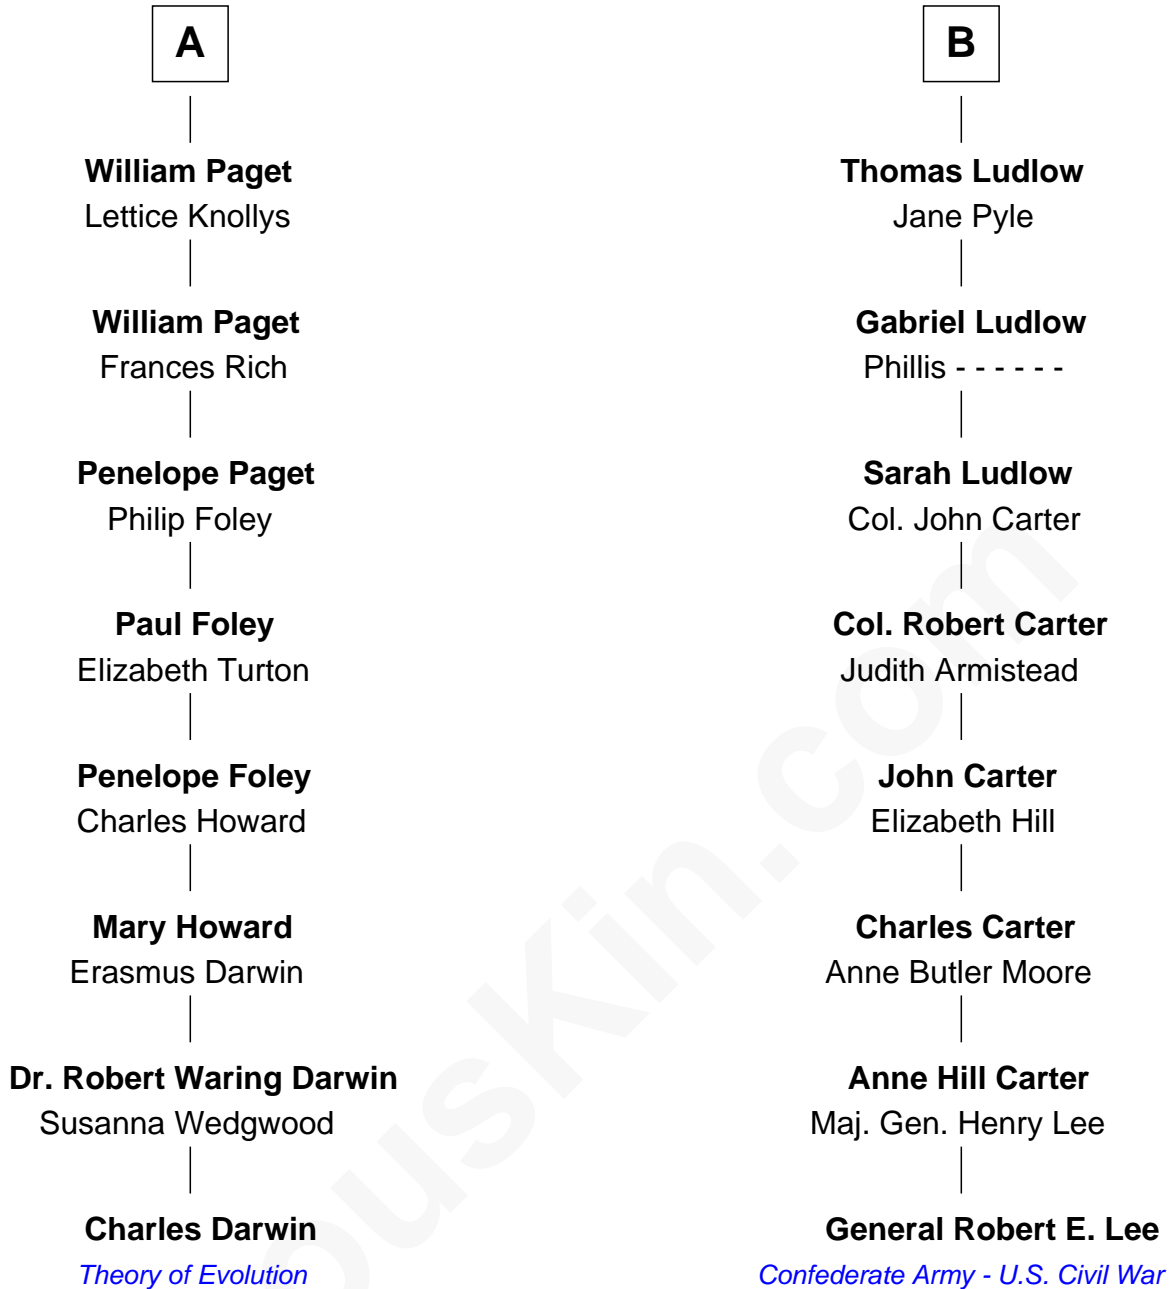 A
William Paget
Lettice Knollys
William Paget
Frances Rich
Penelope Paget
Philip Foley
Paul Foley
Elizabeth Turton
Penelope Foley
Charles Howard
Mary Howard
Erasmus Darwin
Dr. Robert Waring Darwin
Susanna Wedgwood
Charles Darwin
Theory of Evolution
B
Thomas Ludlow
Jane Pyle
Gabriel Ludlow
Phillis - - - - - -
Sarah Ludlow
Col. John Carter
Col. Robert Carter
Judith Armistead
John Carter
Elizabeth Hill
Charles Carter
Anne Butler Moore
Anne Hill Carter
Maj. Gen. Henry Lee
General Robert E. Lee
Confederate Army - U.S. Civil War
ousKin.com